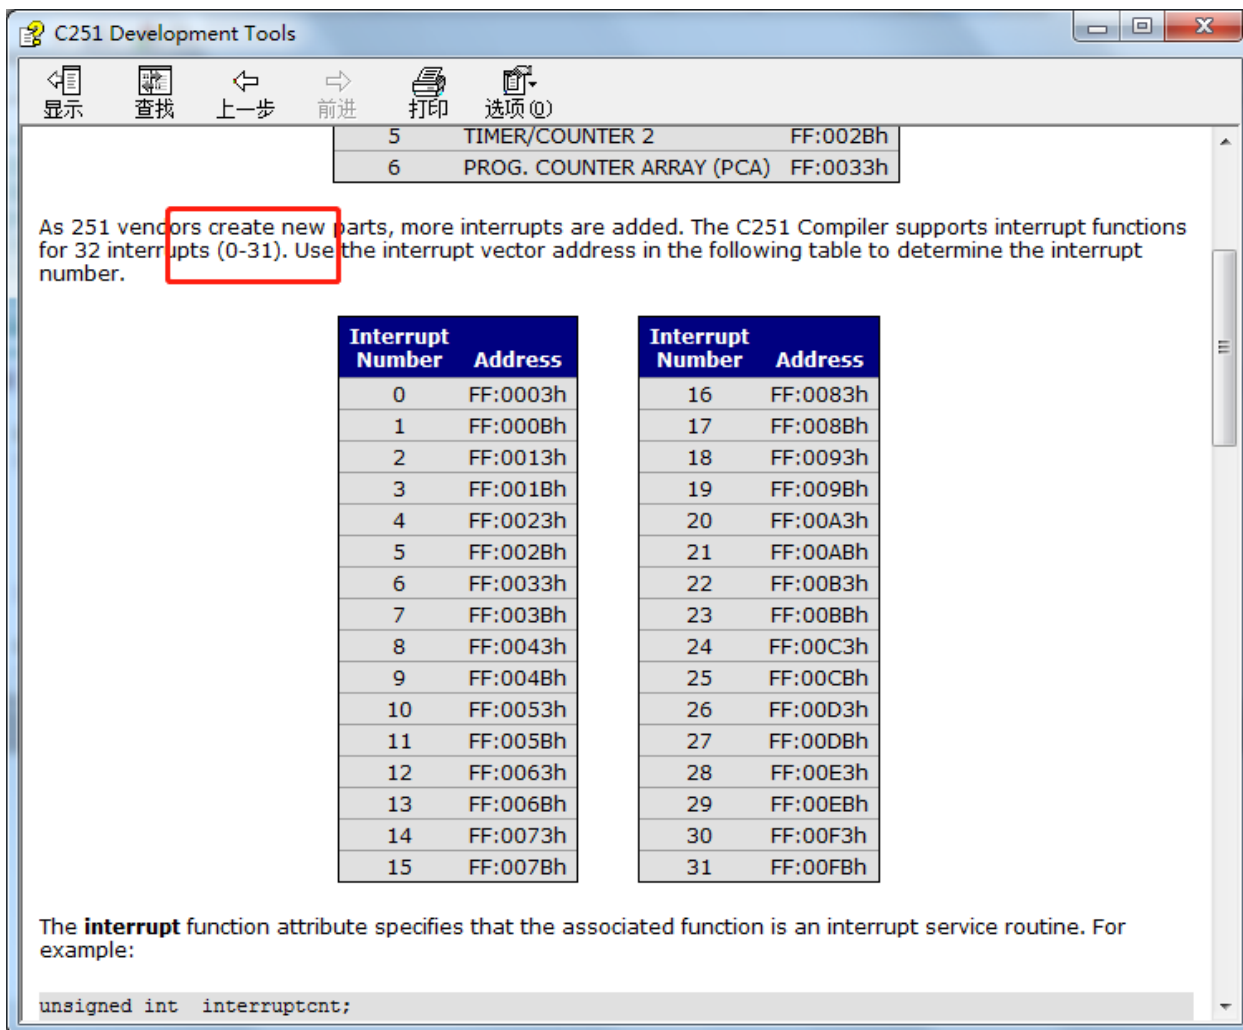 C251 Development Tools
显示 查找 上一步 前进 打印 选项(O)
5 TIMER/COUNTER 2 FF:002Bh
6 PROG. COUNTER ARRAY (PCA) FF:0033h
As 251 vendors create new parts, more interrupts are added. The C251 Compiler supports interrupt functions
for 32 interrupts (0-31). Use the interrupt vector address in the following table to determine the interrupt
number.
Interrupt Number Address Interrupt Number Address
0 FF:0003h 16 FF:0083h
1 FF:000Bh 17 FF:008Bh
2 FF:0013h 18 FF:0093h
3 FF:001Bh 19 FF:009Bh
4 FF:0023h 20 FF:00A3h
5 FF:002Bh 21 FF:00ABh
6 FF:0033h 22 FF:00B3h
7 FF:003Bh 23 FF:00BBh
8 FF:0043h 24 FF:00C3h
9 FF:004Bh 25 FF:00CBh
10 FF:0053h 26 FF:00D3h
11 FF:005Bh 27 FF:00DBh
12 FF:0063h 28 FF:00E3h
13 FF:006Bh 29 FF:00EBh
14 FF:0073h 30 FF:00F3h
15 FF:007Bh 31 FF:00FBh
The interrupt function attribute specifies that the associated function is an interrupt service routine. For
example:
unsigned int interruptcnt;